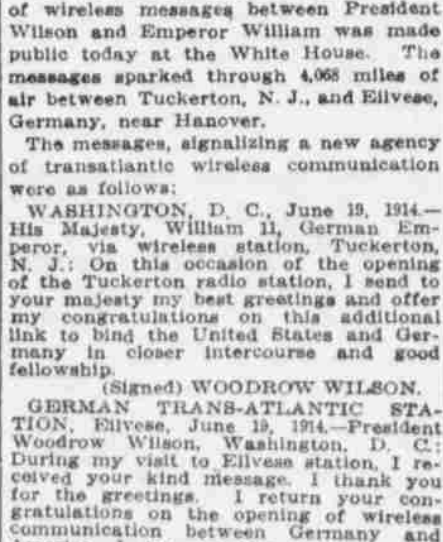 of wireless messages between President
Wilson and Emperor William was made
public today at the White House. The
messages sparked through 4,068 miles of
air between Tuckerton, N. J., and Eilvese,
Germany, near Hanover.
The messages, signalizing a new agency
of transatlantic wireless communication
were as follows:
WASHINGTON, D. C., June 19, 1914.—
His Majesty, William 11, German Em-
peror, via wireless station, Tuckerton,
N. J.: On this occasion of the opening
of the Tuckerton radio station, I send to
your majesty my best greetings and offer
my congratulations on this additional
link to bind the United States and Ger-
many in closer intercourse and good
fellowship.
(Signed) WOODROW WILSON.
GERMAN TRANS-ATLANTIC STA-
TION, Eilvese, June 19, 1914.—President
Woodrow Wilson, Washington, D. C.:
During my visit to Eilvese station, I re-
ceived your kind message. I thank you
for the greetings. I return your con-
gratulations on the opening of wireless
communication between Germany and